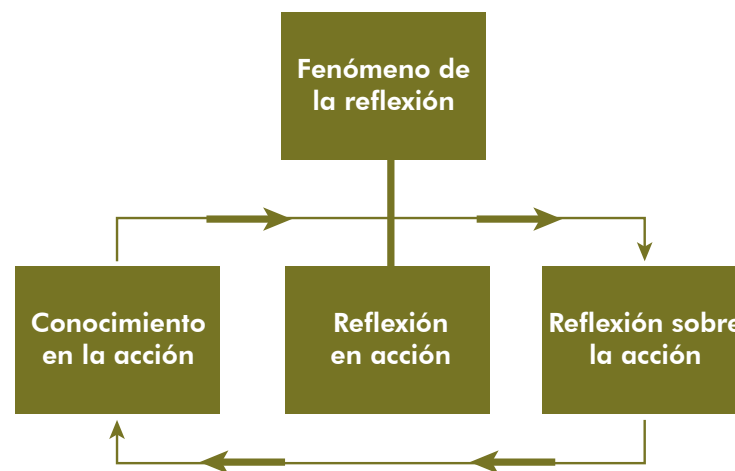 Fenómeno de
la reflexión
Conocimiento
en la acción
Reflexión
en acción
Reflexión sobre
la acción